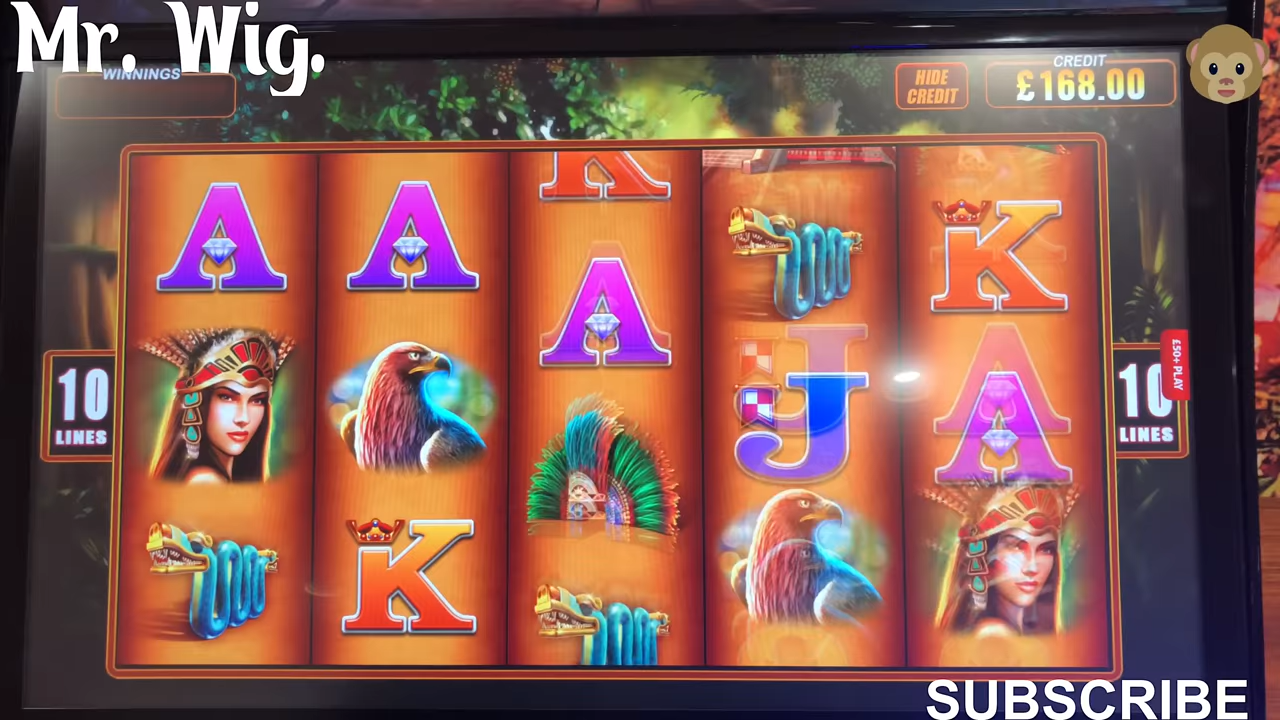 Mr. Wig.
WINNINGS
HIDE
CREDIT
CREDIT
£168.00
K
A
A
A
K
J
A
K
10
LINES
10
LINES
£50+ PLAY
SUBSCRIBE